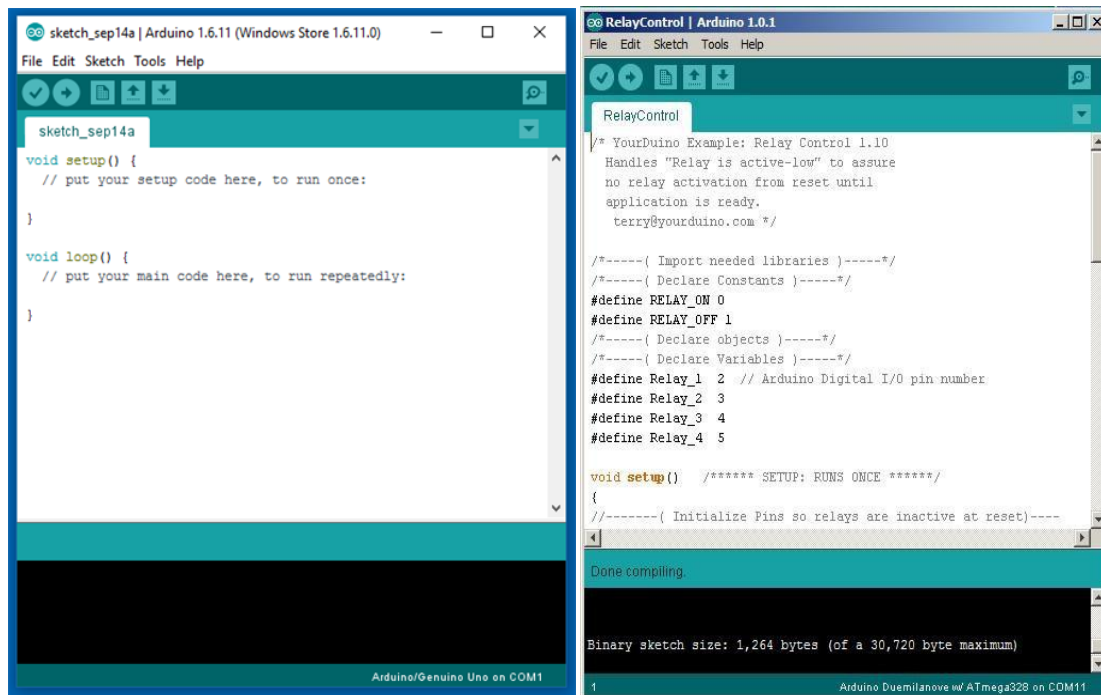 sketch_sep14a | Arduino 1.6.11 (Windows Store 1.6.11.0)
File Edit Sketch Tools Help
sketch_sep14a
void setup() {
  // put your setup code here, to run once:
}
void loop() {
  // put your main code here, to run repeatedly:
}
Arduino/Genuino Uno on COM1
RelayControl | Arduino 1.0.1
File Edit Sketch Tools Help
RelayControl
/* YourDuino Example: Relay Control 1.10
  Handles "Relay is active-low" to assure
  no relay activation from reset until
  application is ready.
   terry@yourduino.com */
/*-----( Import needed libraries )-----*/
/*-----( Declare Constants )-----*/
#define RELAY_ON 0
#define RELAY_OFF 1
/*-----( Declare objects )-----*/
/*-----( Declare Variables )-----*/
#define Relay_1  2  // Arduino Digital I/O pin number
#define Relay_2  3
#define Relay_3  4
#define Relay_4  5
void setup()   /****** SETUP: RUNS ONCE ******/
{
//-------( Initialize Pins so relays are inactive at reset)----
Done compiling.
Binary sketch size: 1,264 bytes (of a 30,720 byte maximum)
1 Arduino Duemilanove w/ ATmega328 on COM11